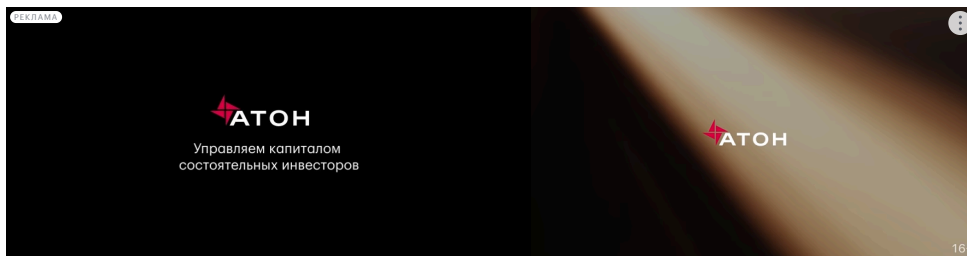 РЕКЛАМА
АТОН
Управляем капиталом
состоятельных инвесторов
АТОН
16